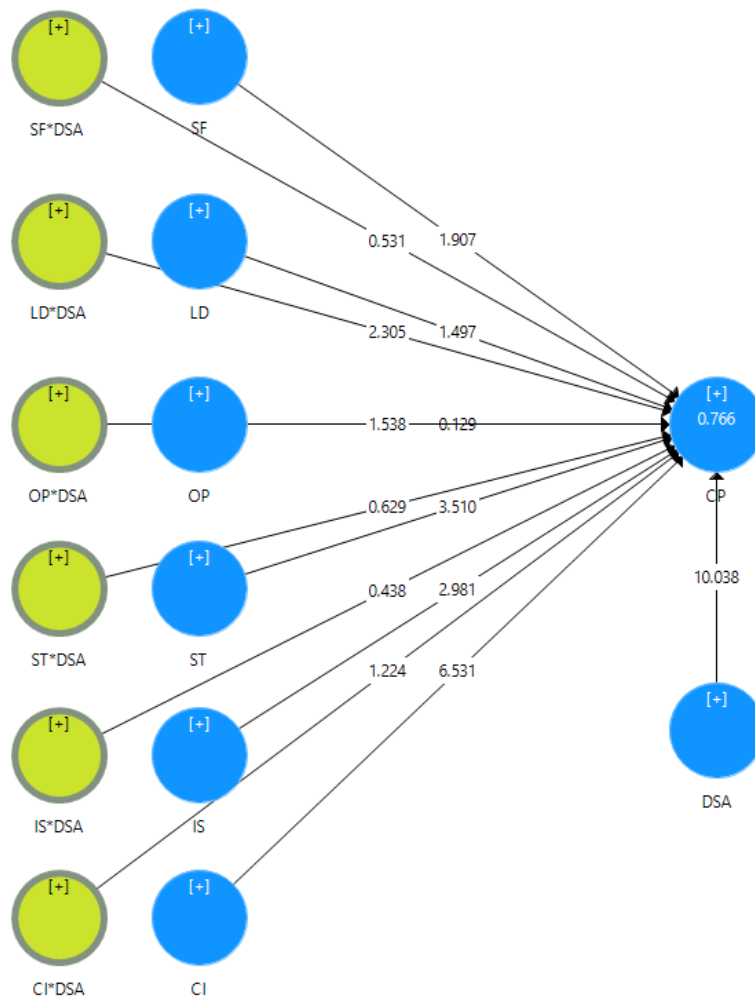 [+] [+]
SF*DSA SF
0.531 1.907
[+] [+]
LD*DSA LD
2.305 1.497
[+] [+] [+]
1.538 0.129 0.766
OP*DSA OP CP
0.629 3.510
[+] [+]
10.038
0.438 2.981
ST*DSA ST
1.224 6.531
[+] [+] [+]
DSA
IS*DSA IS
[+] [+]
CI*DSA CI